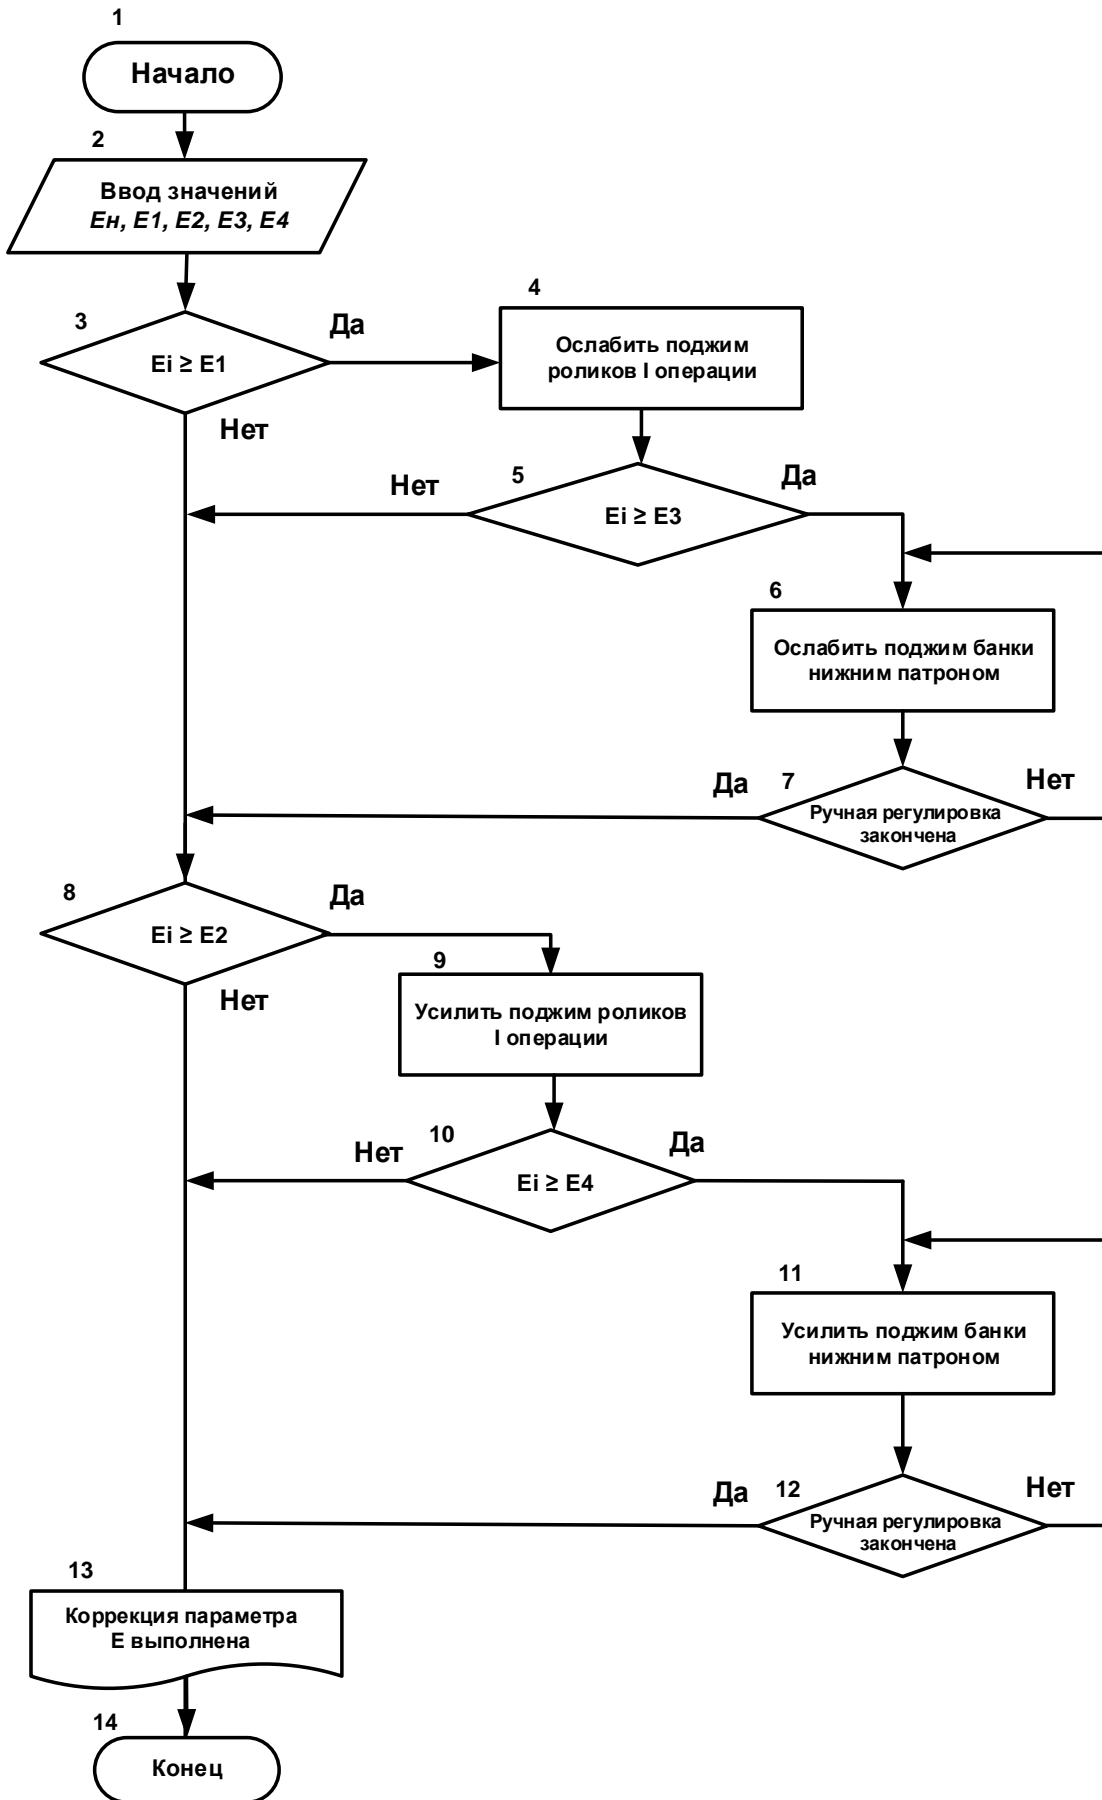 1
Начало
2
Ввод значений
Ен, Е1, Е2, Е3, Е4
3
Ei ≥ E1
Да
Нет
4
Ослабить поджим
роликов I операции
5
Нет
Ei ≥ E3
Да
6
Ослабить поджим банки
нижним патроном
Да
7
Нет
Ручная регулировка
закончена
8
Ei ≥ E2
Да
Нет
9
Усилить поджим роликов
I операции
Нет
10
Да
Ei ≥ E4
11
Усилить поджим банки
нижним патроном
Да
12
Нет
Ручная регулировка
закончена
13
Коррекция параметра
Е выполнена
14
Конец